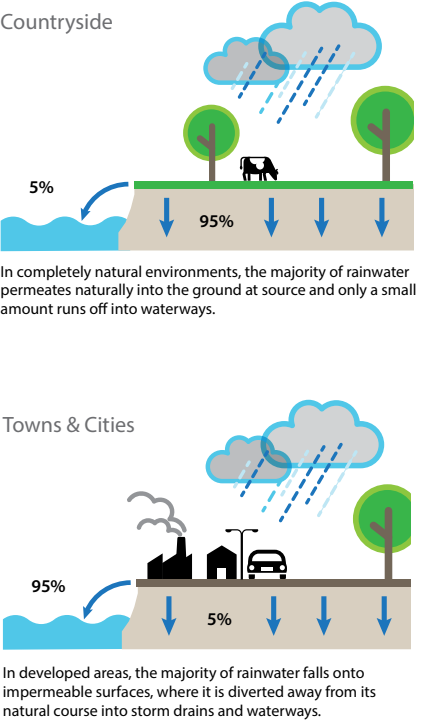 Countryside
5%
95%
In completely natural environments, the majority of rainwater
permeates naturally into the ground at source and only a small
amount runs off into waterways.
Towns & Cities
95%
5%
In developed areas, the majority of rainwater falls onto
impermeable surfaces, where it is diverted away from its
natural course into storm drains and waterways.